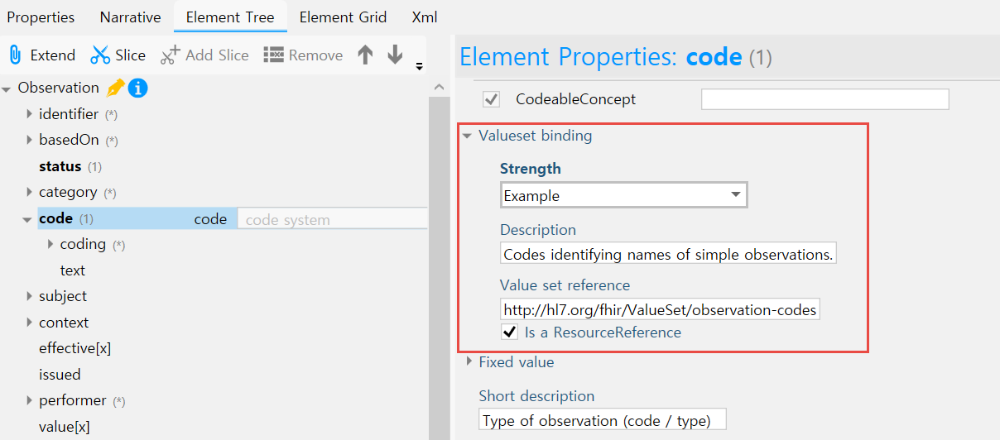 Properties Narrative Element Tree Element Grid Xml
Extend Slice Add Slice Remove
Observation
identifier (*)
basedOn (*)
status (1)
category (*)
code (1) code code system
coding (*)
text
subject
context
effective[x]
issued
performer (*)
value[x]
Element Properties: code (1)
CodeableConcept
Valueset binding
Strength
Example
Description
Codes identifying names of simple observations.
Value set reference
http://hl7.org/fhir/ValueSet/observation-codes
Is a ResourceReference
Fixed value
Short description
Type of observation (code / type)